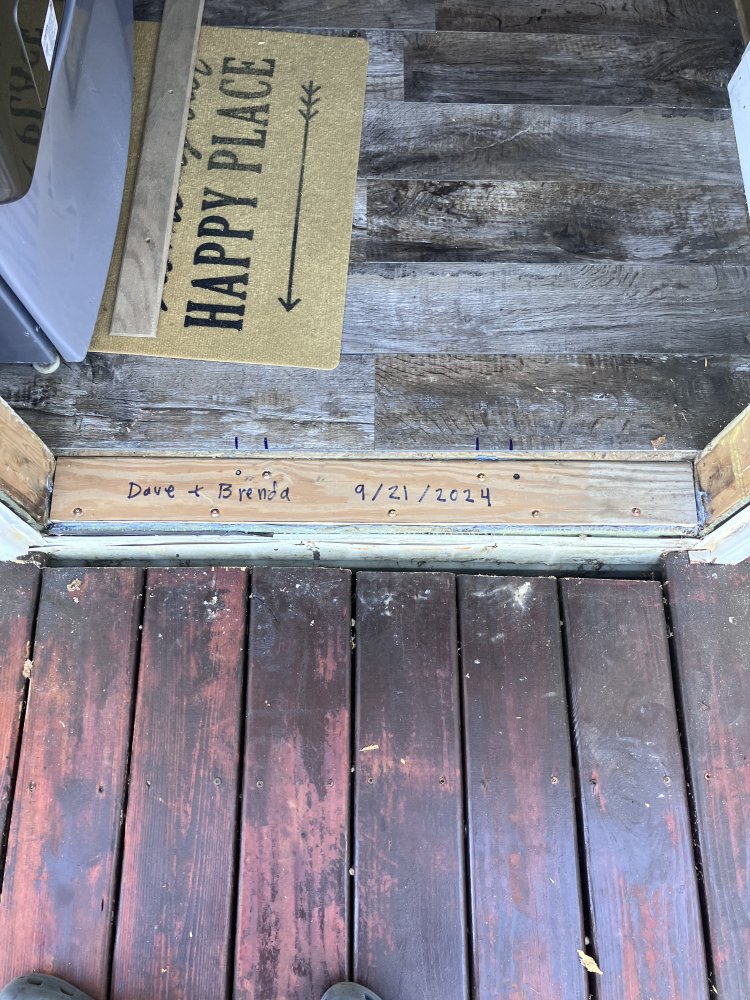 HAPPY PLACE
Dave + Brenda 9/21/2024